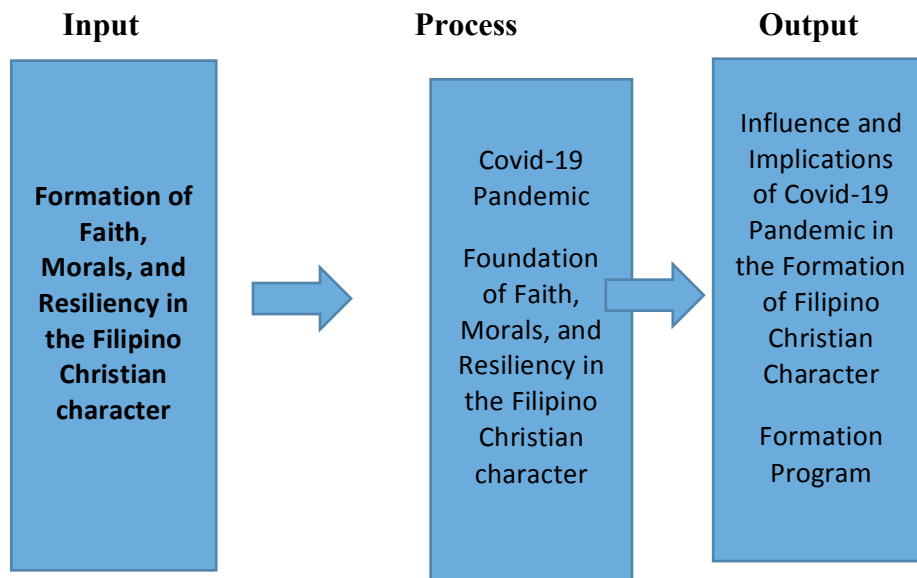 Input
Process
Output
Formation of
Faith,
Morals, and
Resiliency in
the Filipino
Christian
character
Covid-19
Pandemic
Foundation
of Faith,
Morals, and
Resiliency in
the Filipino
Christian
character
Influence and
Implications
of Covid-19
Pandemic in
the Formation
of Filipino
Christian
Character
Formation
Program